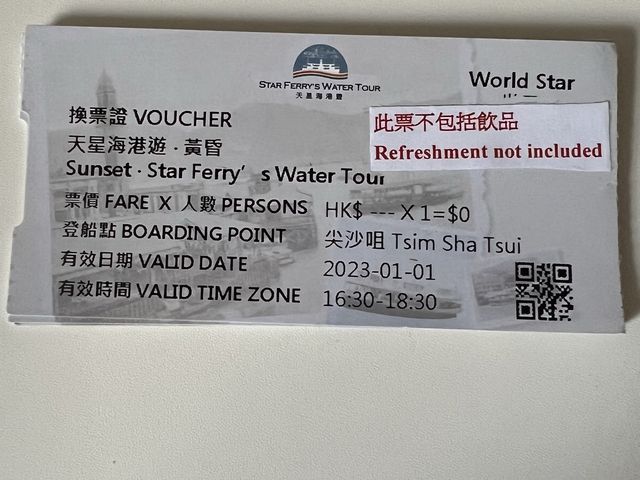 STAR FERRY'S WATER TOUR
天星海港遊
World Star
換票證 VOUCHER
此票不包括飲品
Refreshment not included
天星海港遊 · 黃昏
Sunset · Star Ferry's Water Tour
票價 FARE X 人數 PERSONS HK$ --- X 1=$0
登船點 BOARDING POINT 尖沙咀 Tsim Sha Tsui
有效日期 VALID DATE 2023-01-01
有效時間 VALID TIME ZONE 16:30-18:30